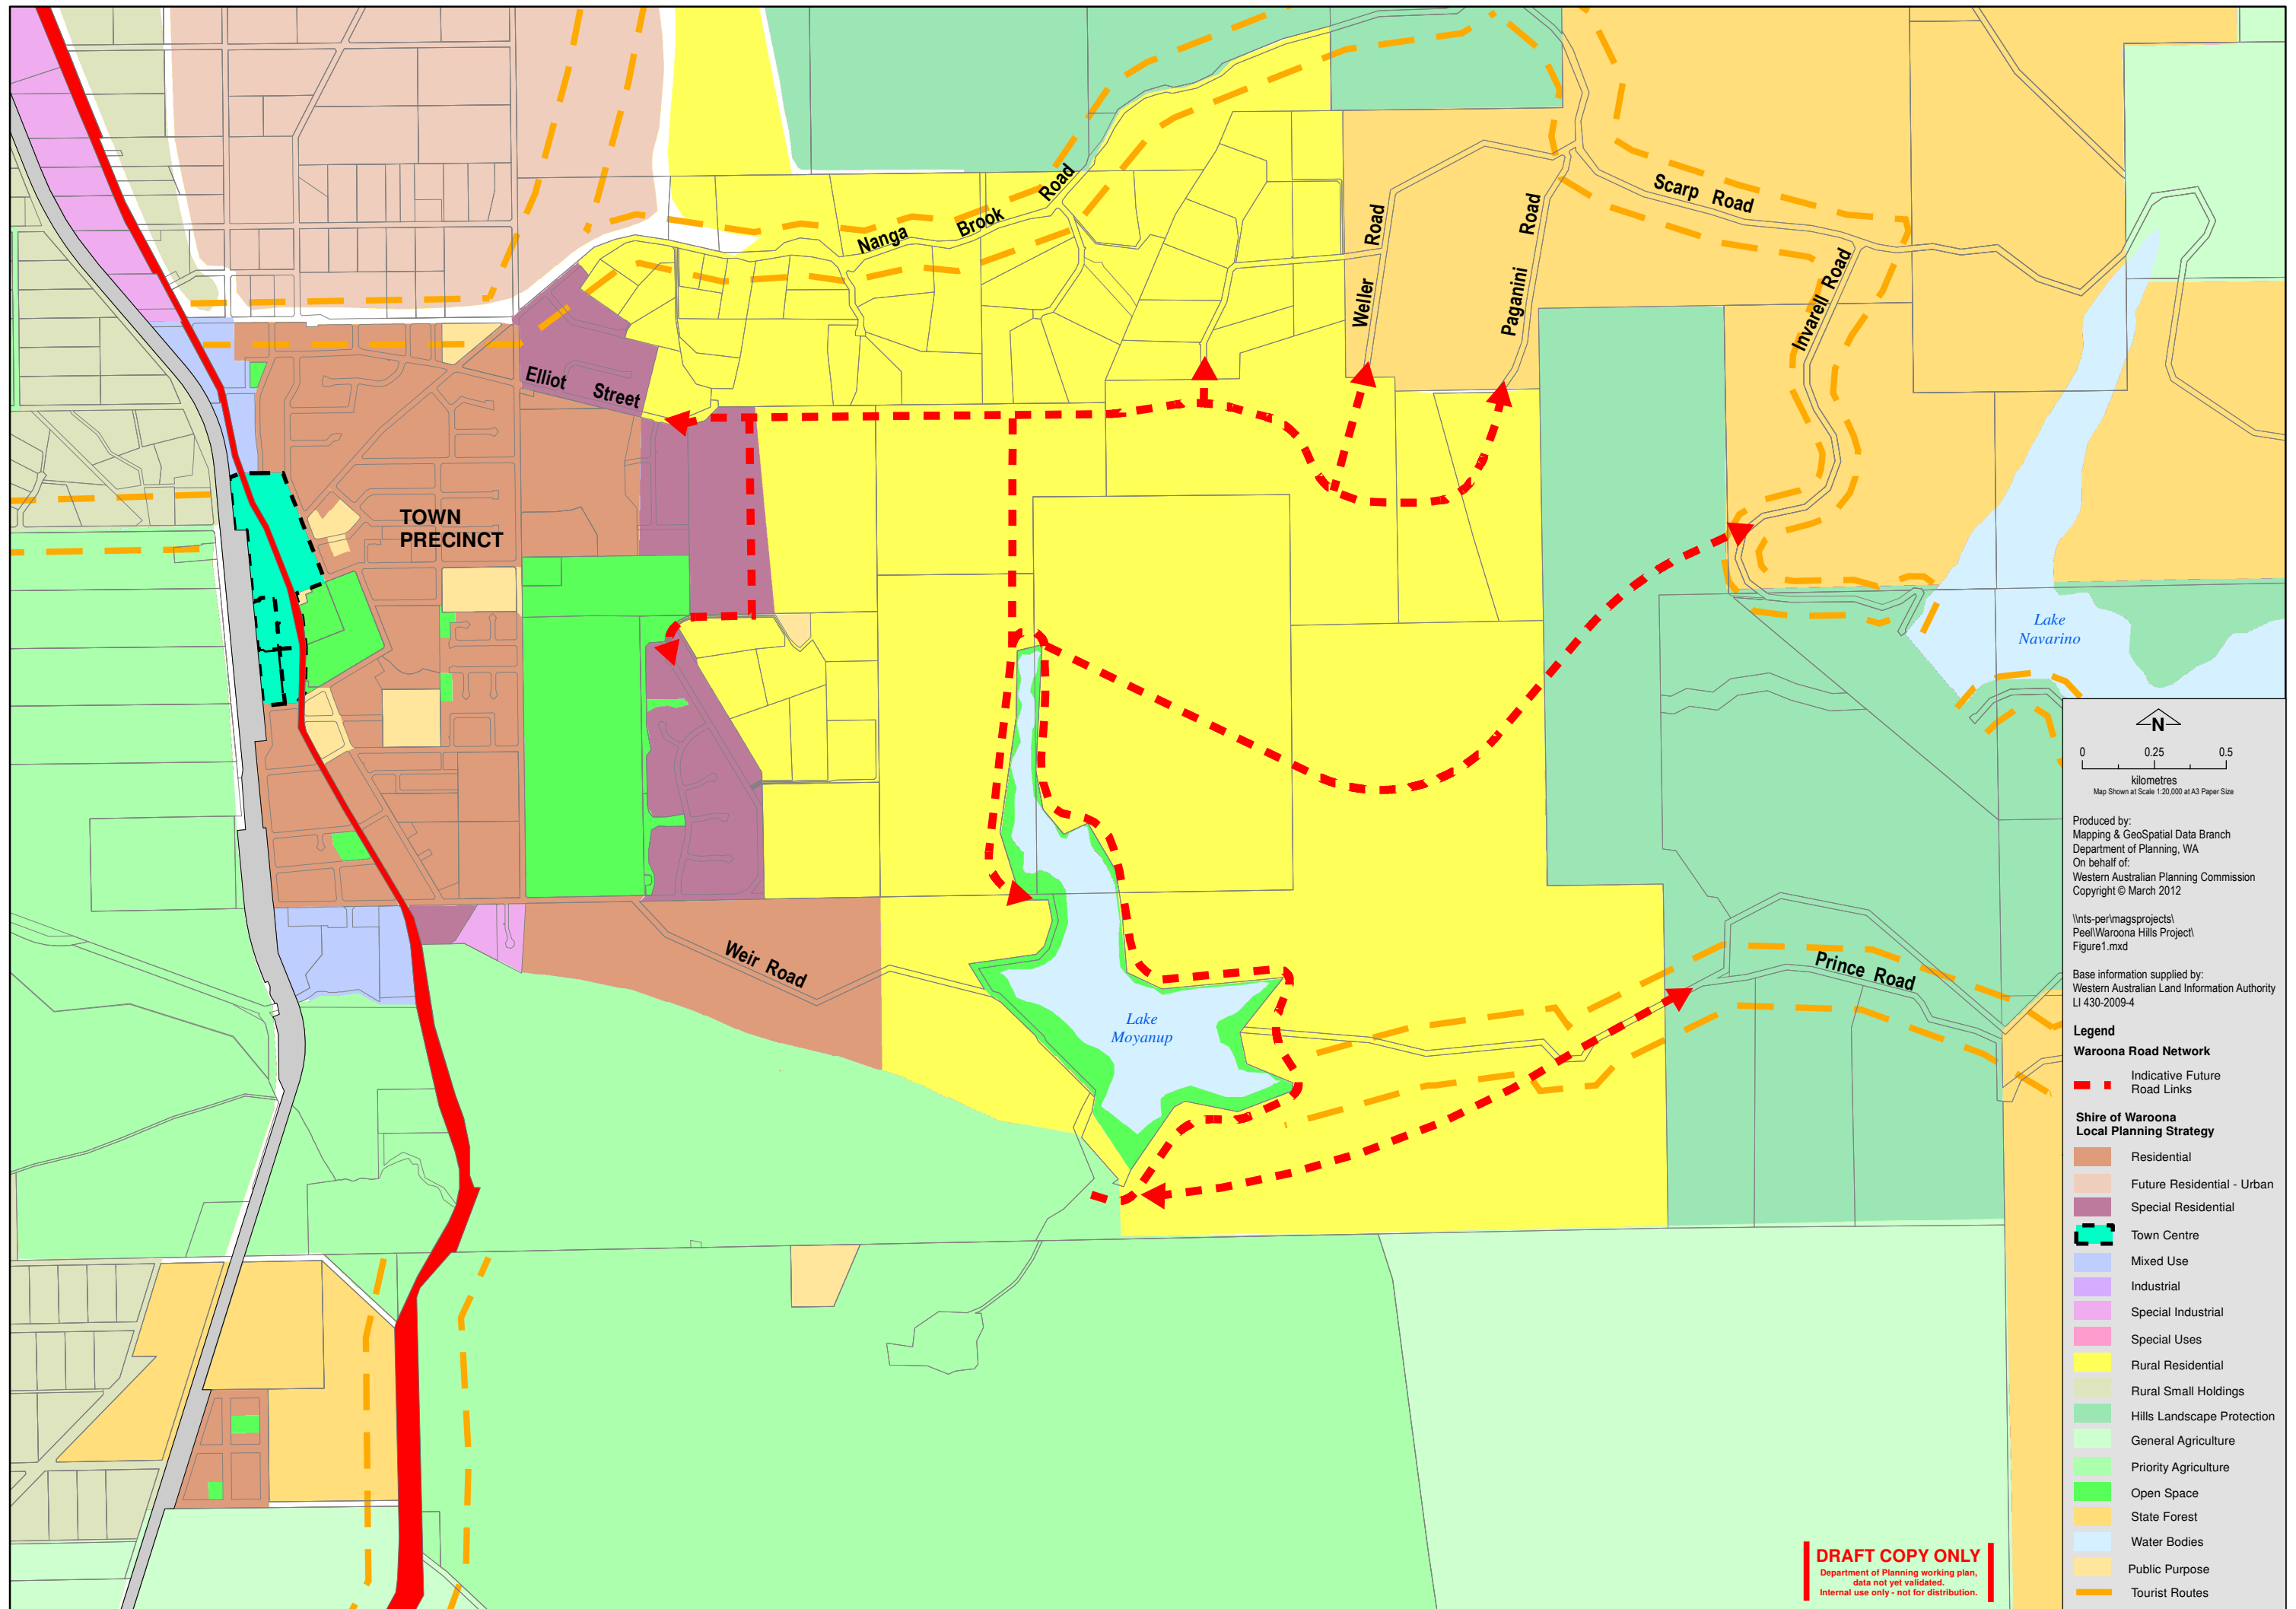 Nanga Brook Road
Scarp Road
Weller Road
Paganini Road
Invarell Road
Elliot Street
TOWN
PRECINCT
Lake
Navarino
Weir Road
Prince Road
Lake
Moyanup
N
0 0.25 0.5
kilometres
Map Shown at Scale 1:20,000 at A3 Paper Size
Produced by:
Mapping & GeoSpatial Data Branch
Department of Planning, WA
On behalf of:
Western Australian Planning Commission
Copyright © March 2012
\\nts-per\magsprojects\
Peel\Waroona Hills Project\
Figure1.mxd
Base information supplied by:
Western Australian Land Information Authority
LI 430-2009-4
Legend
Waroona Road Network
Indicative Future
Road Links
Shire of Waroona
Local Planning Strategy
Residential
Future Residential - Urban
Special Residential
Town Centre
Mixed Use
Industrial
Special Industrial
Special Uses
Rural Residential
Rural Small Holdings
Hills Landscape Protection
General Agriculture
Priority Agriculture
Open Space
State Forest
Water Bodies
Public Purpose
Tourist Routes
DRAFT COPY ONLY
Department of Planning working plan,
data not yet validated.
Internal use only - not for distribution.